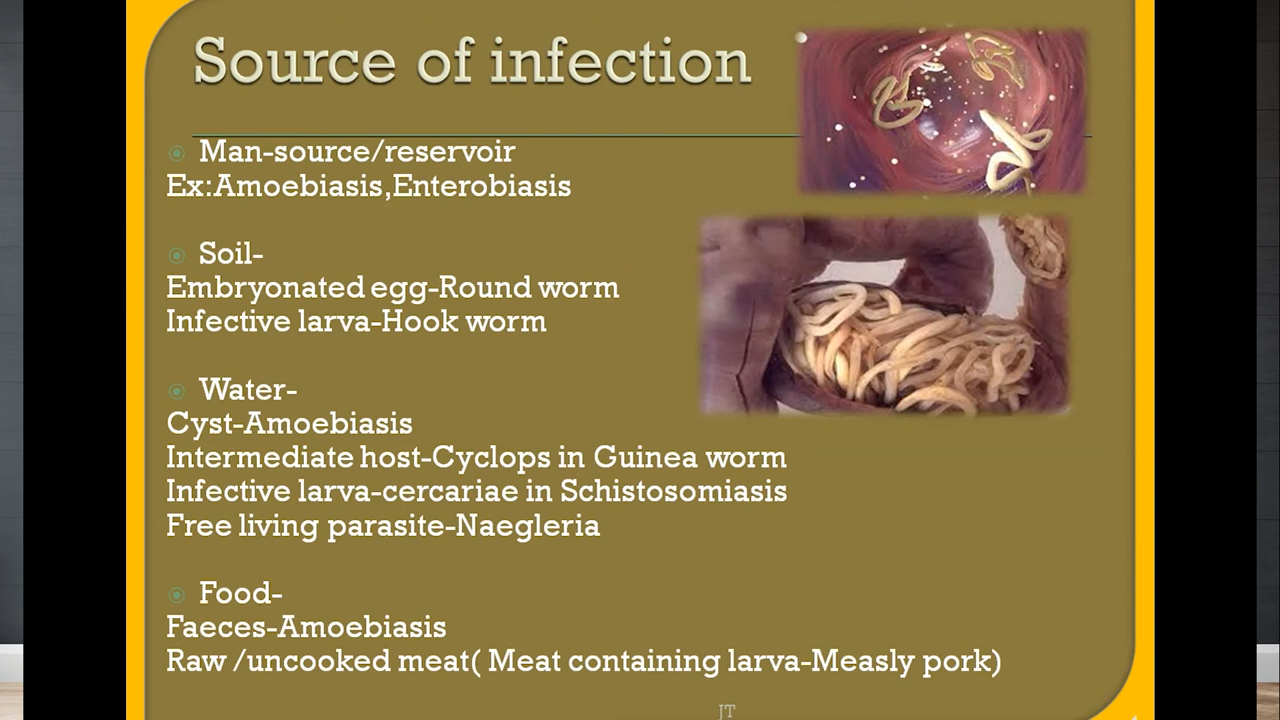 Source of infection
Man-source/reservoir
Ex:Amoebiasis,Enterobiasis
Soil-
Embryonated egg-Round worm
Infective larva-Hook worm
Water-
Cyst-Amoebiasis
Intermediate host-Cyclops in Guinea worm
Infective larva-cercariae in Schistosomiasis
Free living parasite-Naegleria
Food-
Faeces-Amoebiasis
Raw /uncooked meat( Meat containing larva-Measly pork)
JT